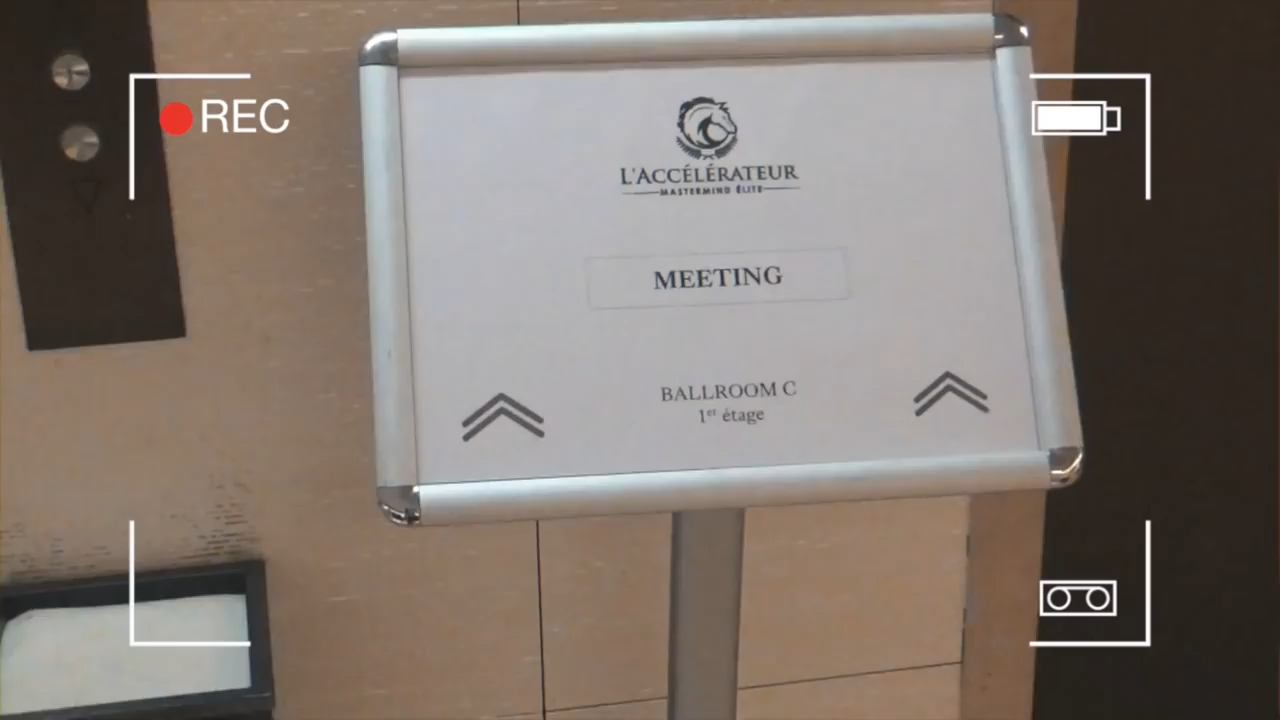 REC
L'ACCÉLÉRATEUR
MASTERMIND ÉLITE
MEETING
BALLROOM C
1er étage